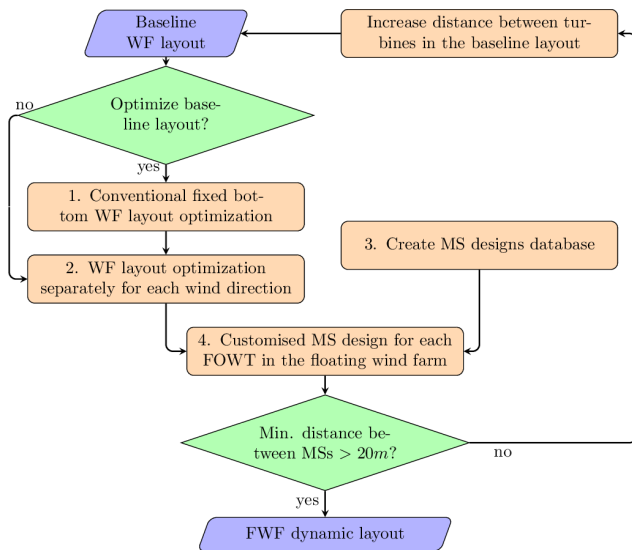 Baseline
WF layout
Increase distance between tur-
bines in the baseline layout
no
Optimize base-
line layout?
yes
1. Conventional fixed bot-
tom WF layout optimization
3. Create MS designs database
2. WF layout optimization
separately for each wind direction
4. Customised MS design for each
FOWT in the floating wind farm
Min. distance be-
tween MSs > 20m?
no
yes
FWF dynamic layout